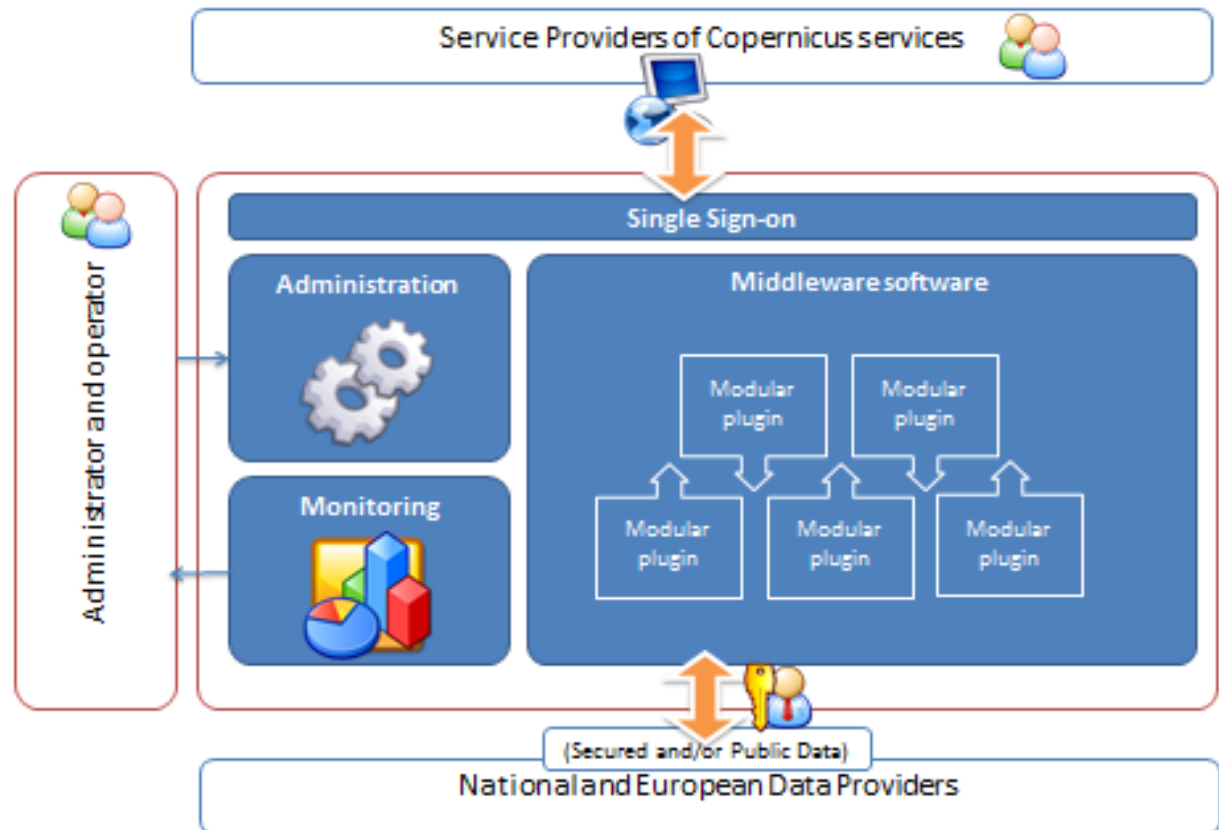 Service Providers of Copernicus services
Administrator and operator
Single Sign-on
Administration
Middleware software
Modular
plugin
Modular
plugin
Monitoring
Modular
plugin
Modular
plugin
Modular
plugin
(Secured and/or Public Data)
National and European Data Providers